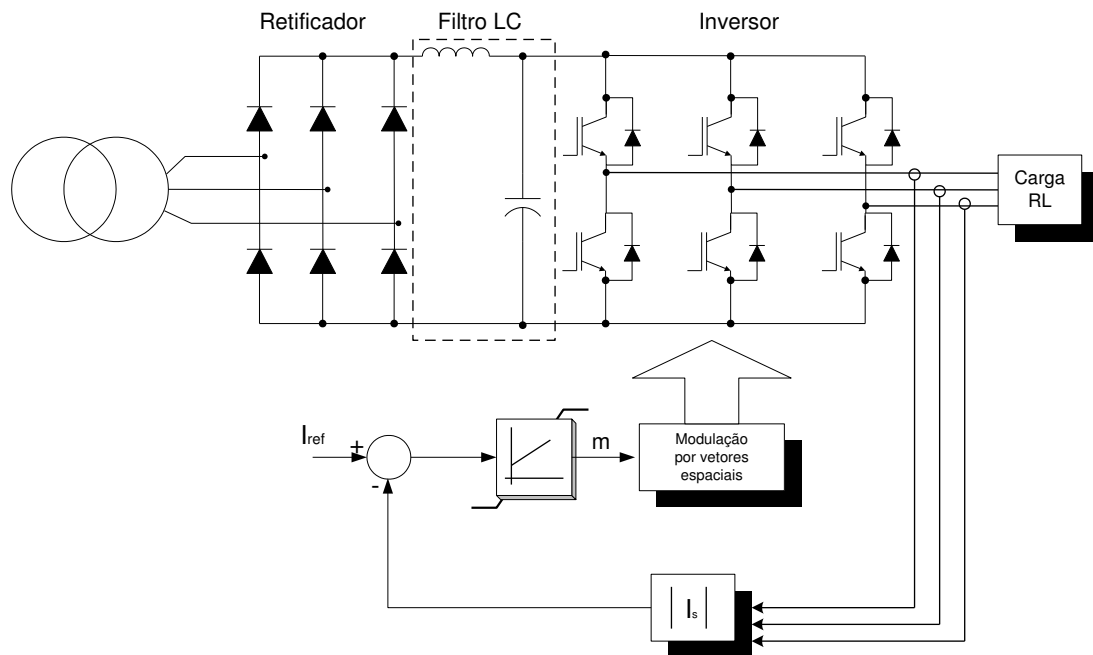 Retificador
Filtro LC
Inversor
Carga
RL
Iref
+
-
m
Modulação
por vetores
espaciais
| Is |